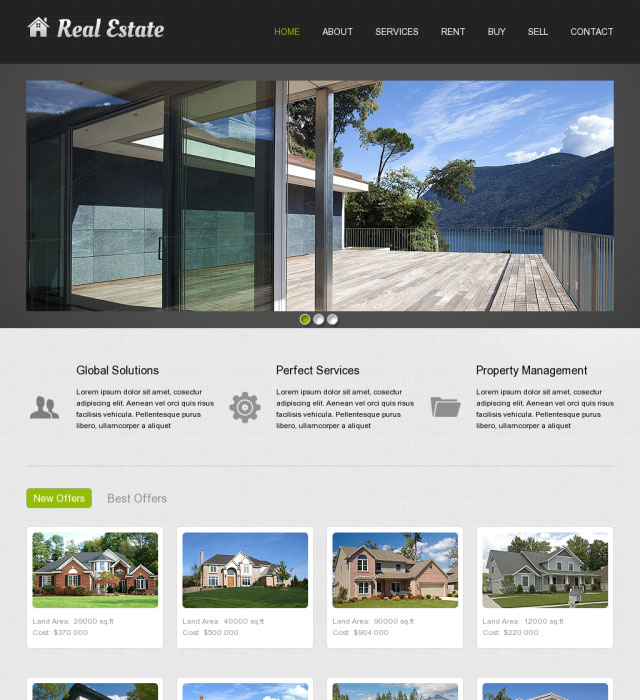 Real Estate
HOME ABOUT SERVICES RENT BUY SELL CONTACT
Global Solutions
Lorem ipsum dolor sit amet, cosectur
adipiscing elit. Aenean vel orci quis risus
facilisis vehicula. Pellentesque purus
libero, ullamcorper a aliquet
Perfect Services
Lorem ipsum dolor sit amet, cosectur
adipiscing elit. Aenean vel orci quis risus
facilisis vehicula. Pellentesque purus
libero, ullamcorper a aliquet
Property Management
Lorem ipsum dolor sit amet, cosectur
adipiscing elit. Aenean vel orci quis risus
facilisis vehicula. Pellentesque purus
libero, ullamcorper a aliquet
New Offers Best Offers
Land Area: 29000 sq.ft
Cost: $370 000
Land Area: 40000 sq.ft
Cost: $500 000
Land Area: 90000 sq.ft
Cost: $904 000
Land Area: 12000 sq.ft
Cost: $220 000